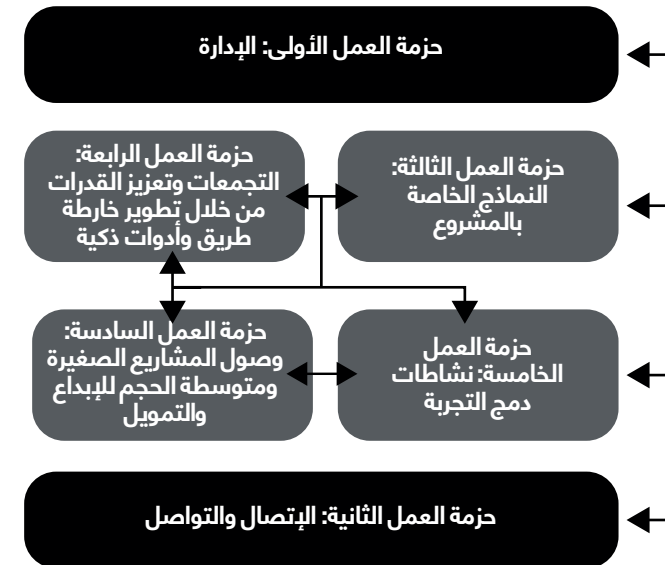 حزمة العمل الأولى: الإدارة
حزمة العمل الثالثة:
النماذج الخاصة
بالمشروع
حزمة العمل الرابعة:
التجمعات وتعزيز القدرات
من خلال تطوير خارطة
طريق وأدوات ذكية
حزمة العمل
الخامسة: نشاطات
دمج التجربة
حزمة العمل السادسة:
وصول المشاريع الصغيرة
ومتوسطة الحجم للإبداع
والتمويل
حزمة العمل الثانية: الإتصال والتواصل